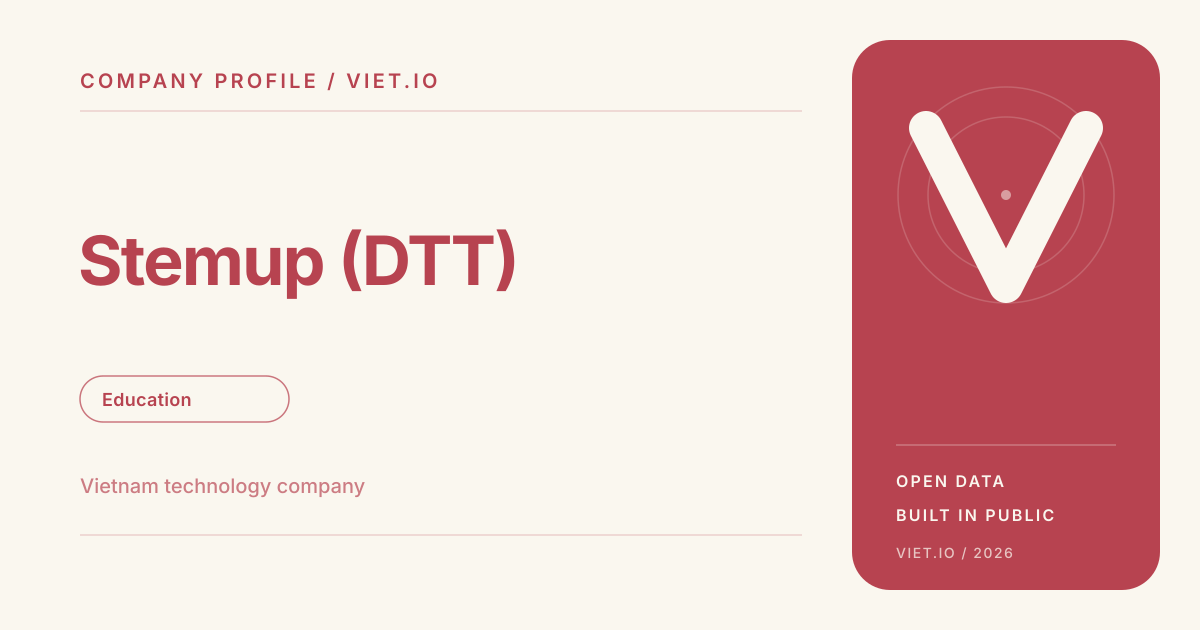 COMPANY PROFILE / VIET.IO
Stemup (DTT)
Education
Vietnam technology company
OPEN DATA
BUILT IN PUBLIC
VIET.IO / 2026